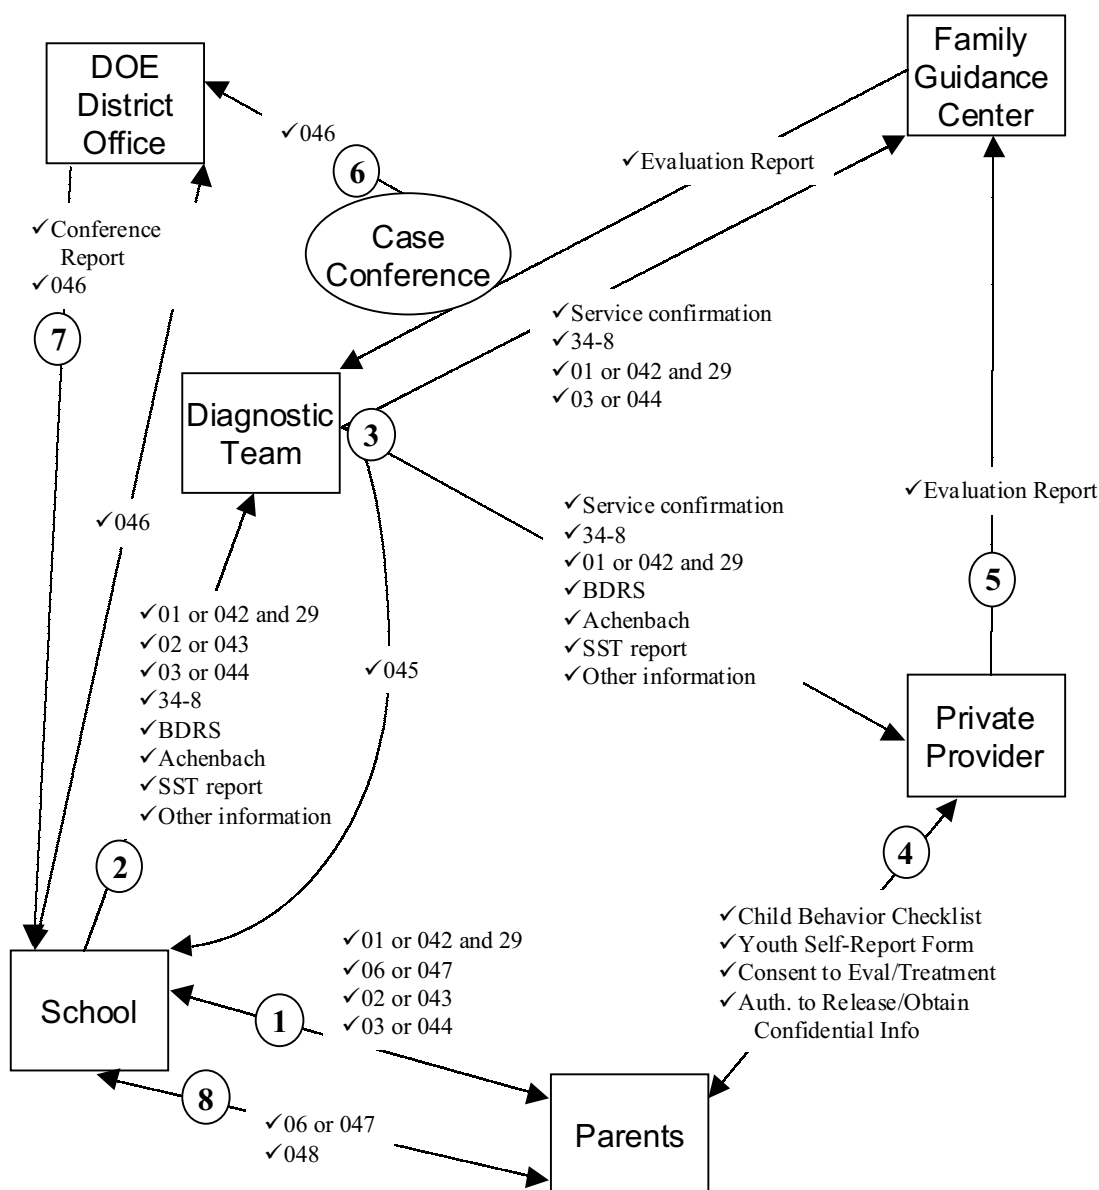 DOE
District
Office
Family
Guidance
Center
✓046
6
✓Evaluation Report
Case
Conference
✓Conference
Report
✓046
7
✓Service confirmation
✓34-8
✓01 or 042 and 29
✓03 or 044
Diagnostic
Team
3
✓Evaluation Report
5
✓046
✓Service confirmation
✓34-8
✓01 or 042 and 29
✓BDRS
✓Achenbach
✓SST report
✓Other information
✓01 or 042 and 29
✓02 or 043
✓03 or 044
✓34-8
✓BDRS
✓Achenbach
✓SST report
✓Other information
✓045
Private
Provider
2
4
✓Child Behavior Checklist
✓Youth Self-Report Form
✓Consent to Eval/Treatment
✓Auth. to Release/Obtain
Confidential Info
School
1
✓01 or 042 and 29
✓06 or 047
✓02 or 043
✓03 or 044
8
✓06 or 047
✓048
Parents